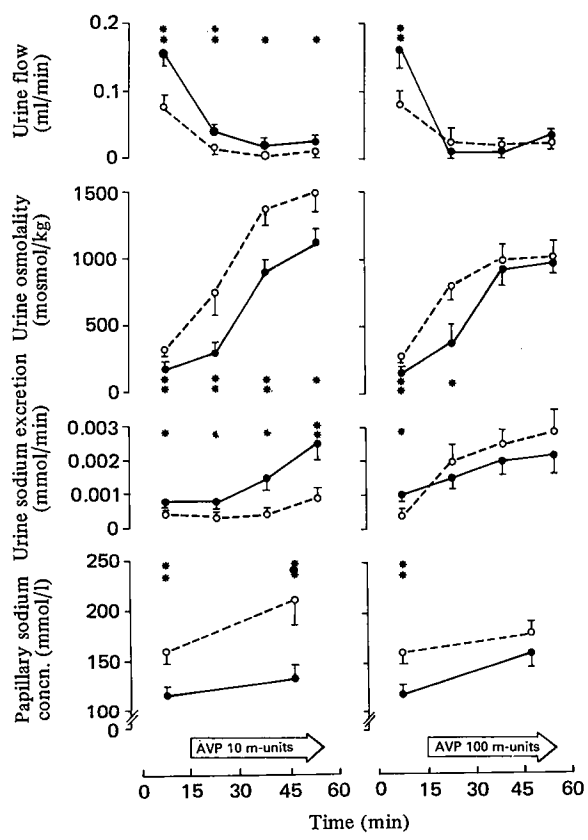 Urine flow
(ml/min)
0.2
0.1
0
Urine osmolality
(mosmol/kg)
1500
1000
500
0
Urine sodium excretion
(mmol/min)
0.003
0.002
0.001
0
Papillary sodium
concn. (mmol/l)
250
200
150
100
0
AVP 10 m-units
AVP 100 m-units
0 15 30 45 60
0 15 30 45 60
Time (min)